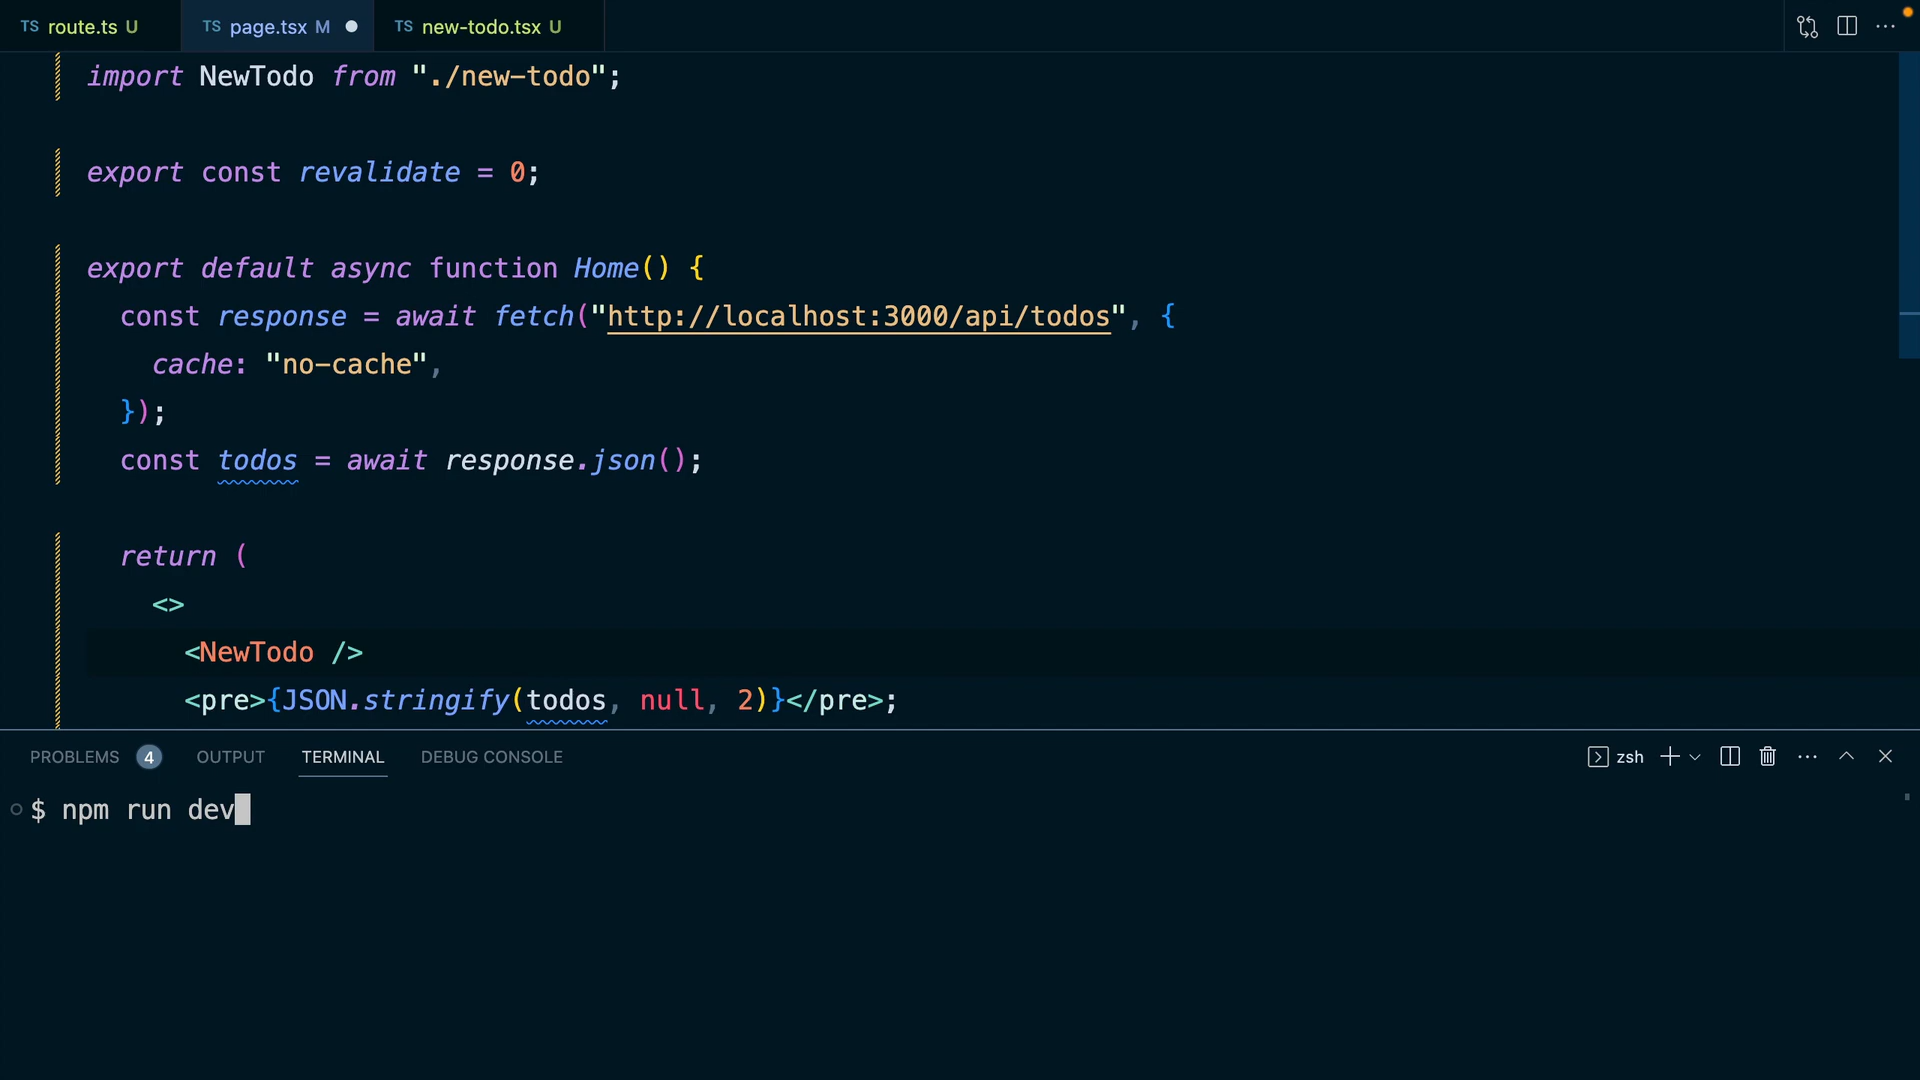 TS route.ts U TS page.tsx M TS new-todo.tsx U
import NewTodo from "./new-todo";
export const revalidate = 0;
export default async function Home() {
const response = await fetch("http://localhost:3000/api/todos", {
cache: "no-cache",
});
const todos = await response.json();
return (
<>
<NewTodo />
<pre>{JSON.stringify(todos, null, 2)}</pre>;
PROBLEMS 4 OUTPUT TERMINAL DEBUG CONSOLE zsh
$ npm run dev